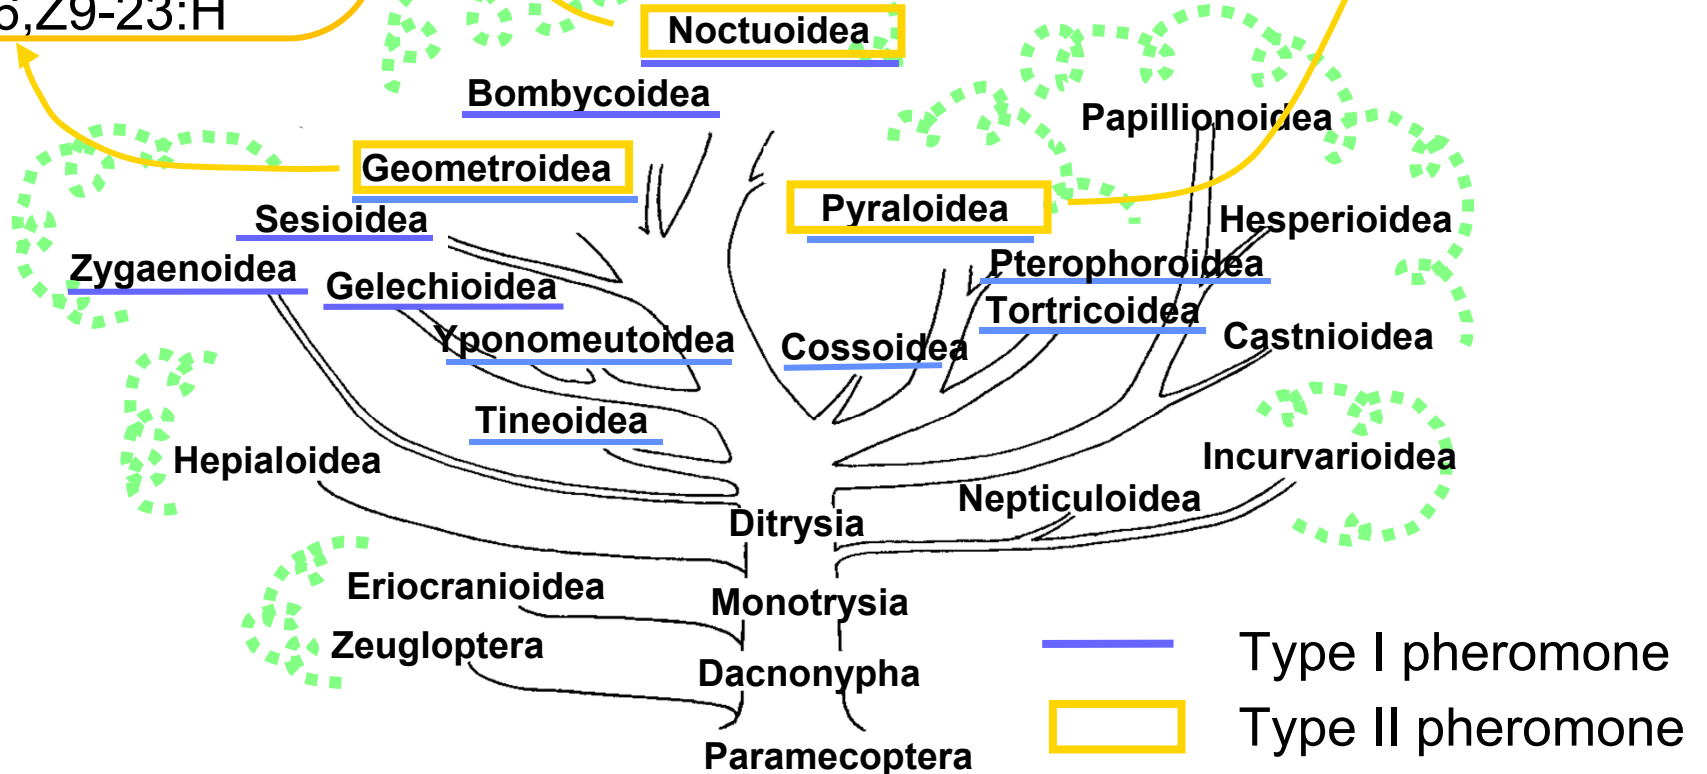 6,Z9-23:H
Noctuoidea
Bombycoidea
Papillionoidea
Geometroidea
Pyraloidea
Sesioidea
Hesperioidea
Zygaenoidea
Pterophoroidea
Gelechioidea
Tortricoidea
Yponomeutoidea
Cossoidea
Castnioidea
Tineoidea
Hepialoidea
Incurvarioidea
Nepticuloidea
Ditrysia
Eriocranioidea
Monotrysia
Zeugloptera
Type I pheromone
Dacnonypha
Type II pheromone
Paramecoptera